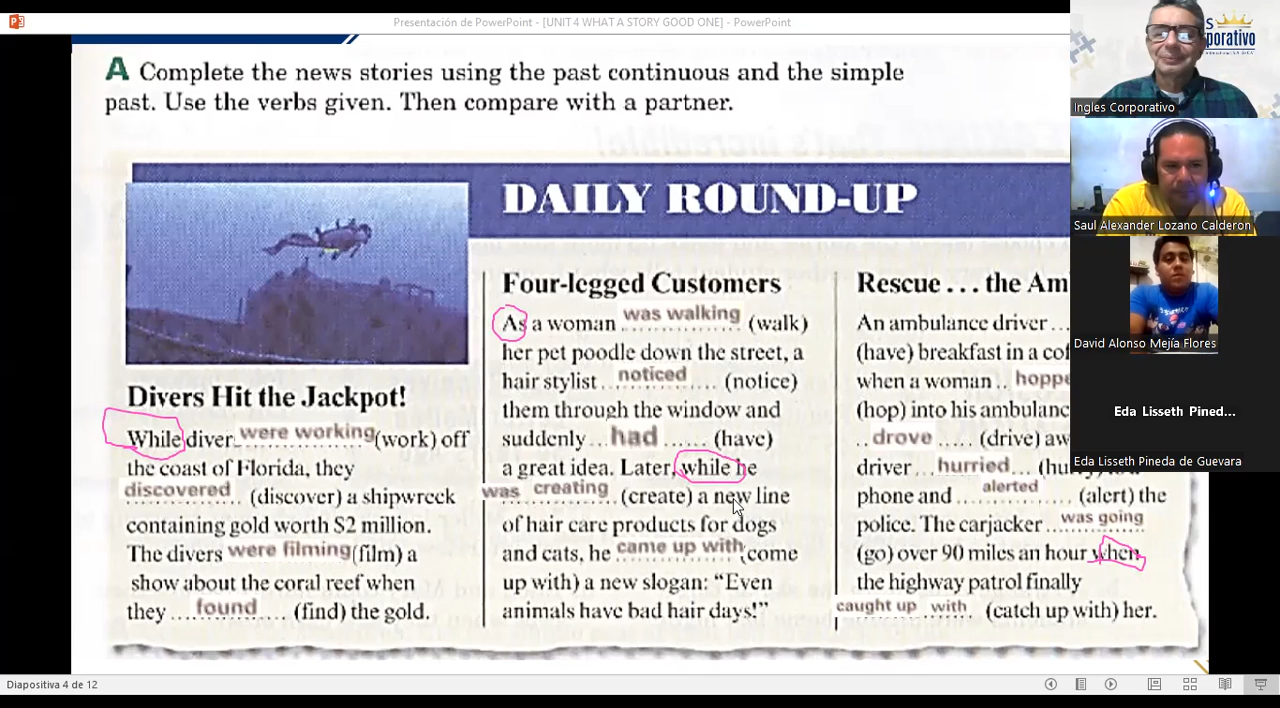 Presentación de PowerPoint - [UNIT 4 WHAT A STORY GOOD ONE] - PowerPoint
porativo
Ingles Corporativo
Saul Alexander Lozano Calderon
David Alonso Mejía Flores
Eda Lisseth Pined...
Eda Lisseth Pineda de Guevara
A Complete the news stories using the past continuous and the simple
past. Use the verbs given. Then compare with a partner.
DAILY ROUND-UP
Divers Hit the Jackpot!
While diver were working (work) off
the coast of Florida, they
discovered (discover) a shipwreck
containing gold worth $2 million.
The divers were filming (film) a
show about the coral reef when
they found (find) the gold.
Four-legged Customers
As a woman was walking (walk)
her pet poodle down the street, a
hair stylist noticed (notice)
them through the window and
suddenly had (have)
a great idea. Later, while he
was creating (create) a new line
of hair care products for dogs
and cats, he came up with (come
up with) a new slogan: “Even
animals have bad hair days!”
Rescue . . . the Am
An ambulance driver...
(have) breakfast in a cof
when a woman .. hoppe
(hop) into his ambulanc
drove (drive) aw
driver hurried
phone and alerted (alert) the
police. The carjacker was going
(go) over 90 miles an hour when
the highway patrol finally
caught up with (catch up with) her.
Diapositiva 4 de 12